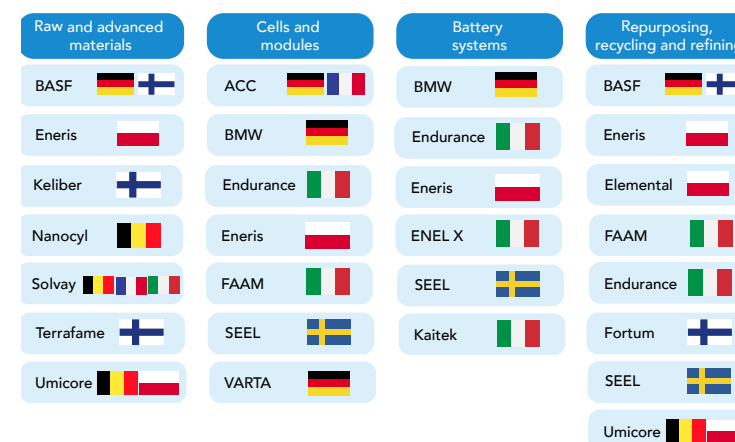 Raw and advanced
materials
BASF
Eneris
Keliber
Nanocyl
Solvay
Terrafame
Umicore
Cells and
modules
ACC
BMW
Endurance
Eneris
FAAM
SEEL
VARTA
Battery
systems
BMW
Endurance
Eneris
ENEL X
SEEL
Kaitek
Repurposing,
recycling and refining
BASF
Eneris
Elemental
FAAM
Endurance
Fortum
SEEL
Umicore